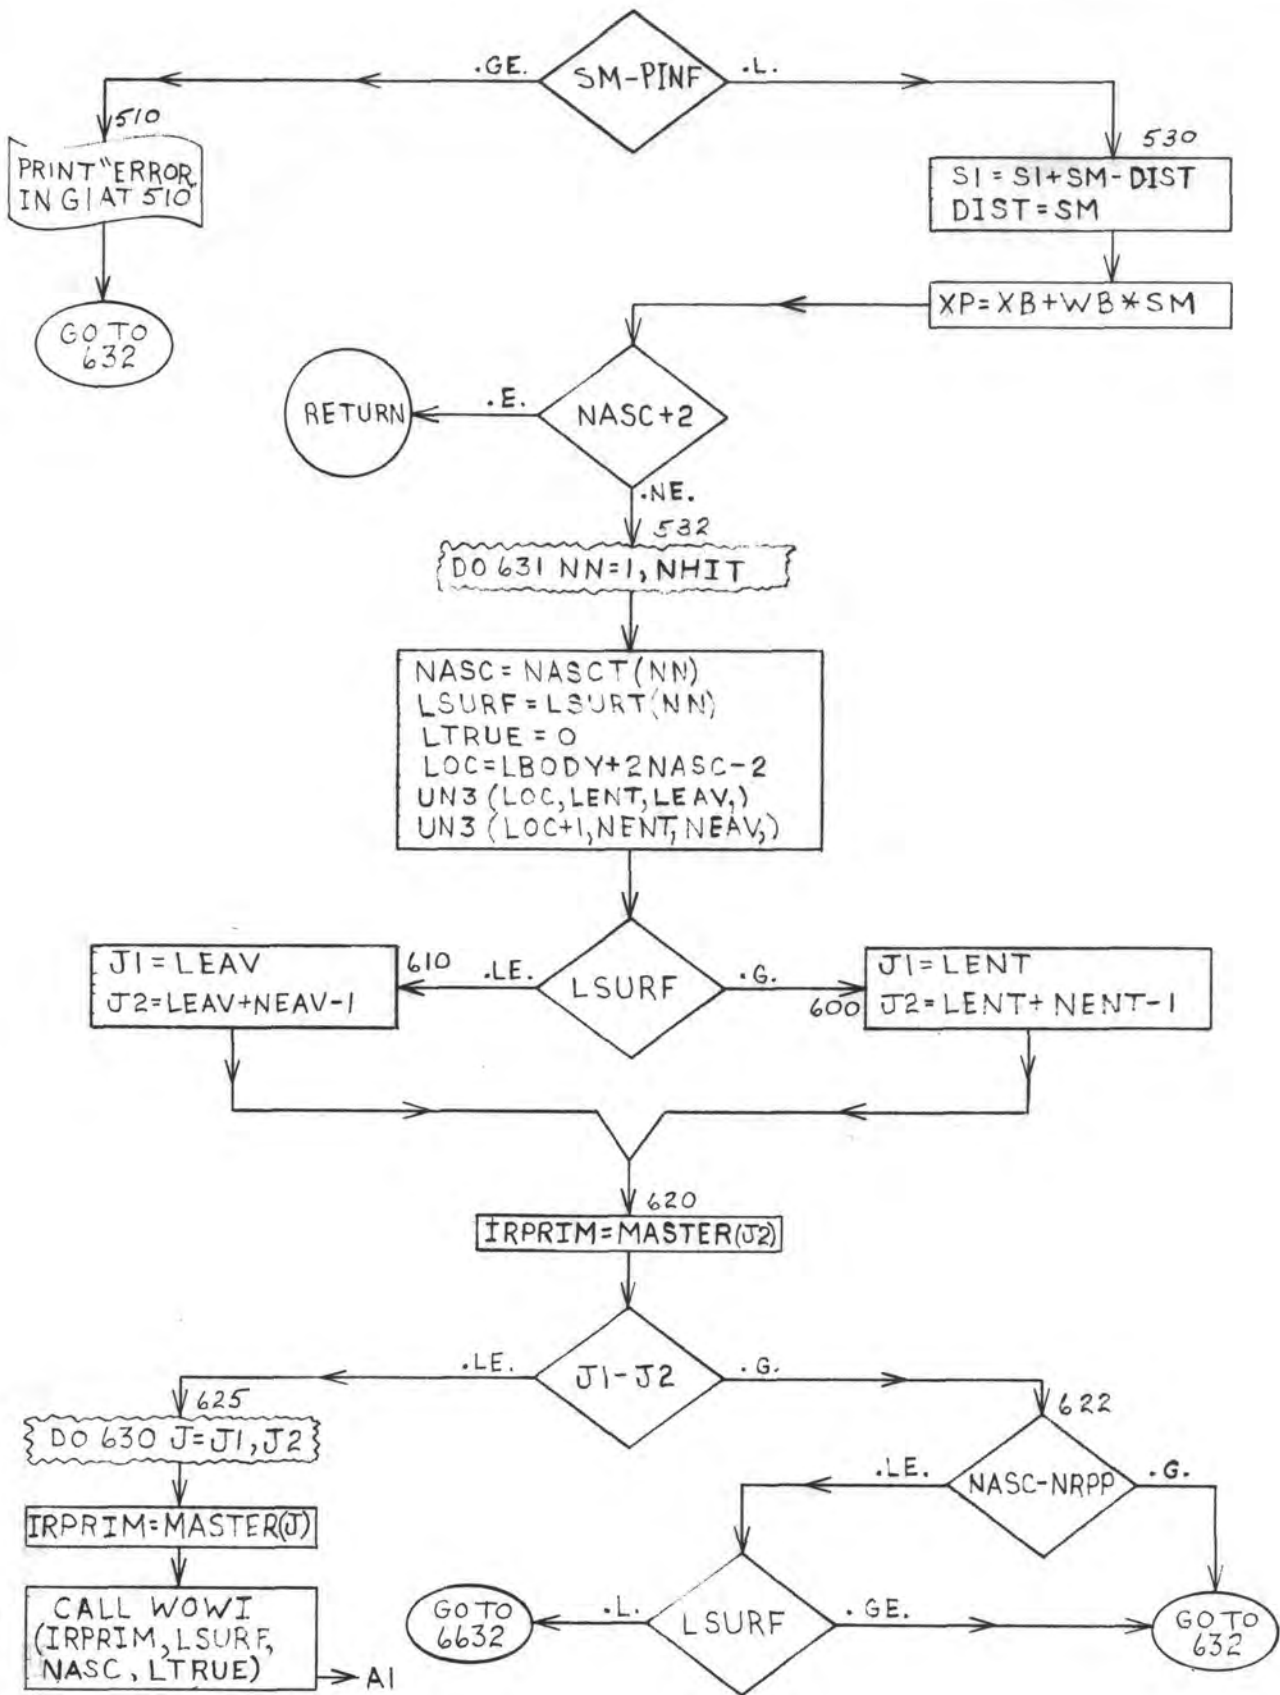 SM-PINF
.GE.
.L.
510
PRINT "ERROR
IN G1 AT 510
GO TO
632
530
S1 = S1+SM-DIST
DIST=SM
XP=XB+WB*SM
NASC+2
.E.
RETURN
.NE.
532
DO 631 NN=1, NHIT
NASC=NASCT(NN)
LSURF=LSURT(NN)
LTRUE=0
LOC=LBODY+2NASC-2
UN3(LOC,LENT,LEAV,)
UN3(LOC+1,NENT,NEAV,)
LSURF
.LE.
610
J1=LEAV
J2=LEAV+NEAV-1
.G.
600
J1=LENT
J2=LENT+NENT-1
620
IRPRIM=MASTER(J2)
J1-J2
.LE.
.G.
625
DO 630 J=J1,J2
IRPRIM=MASTER(J)
CALL WOWI
(IRPRIM,LSURF,
NASC,LTRUE)
A1
622
NASC-NRPP
.LE.
.G.
LSURF
.L.
.GE.
GO TO
6632
GO TO
632